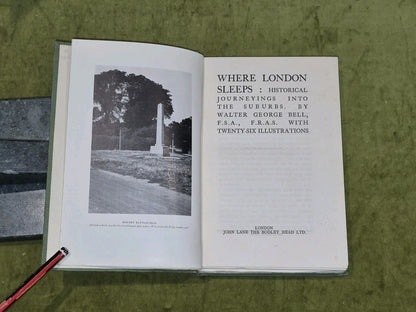 WHERE LONDON
SLEEPS : HISTORICAL
JOURNEYINGS INTO
THE SUBURBS. BY
WALTER GEORGE BELL,
F.S.A., F.R.A.S. WITH
TWENTY-SIX ILLUSTRATIONS
LONDON
JOHN LANE THE BODLEY HEAD LTD.